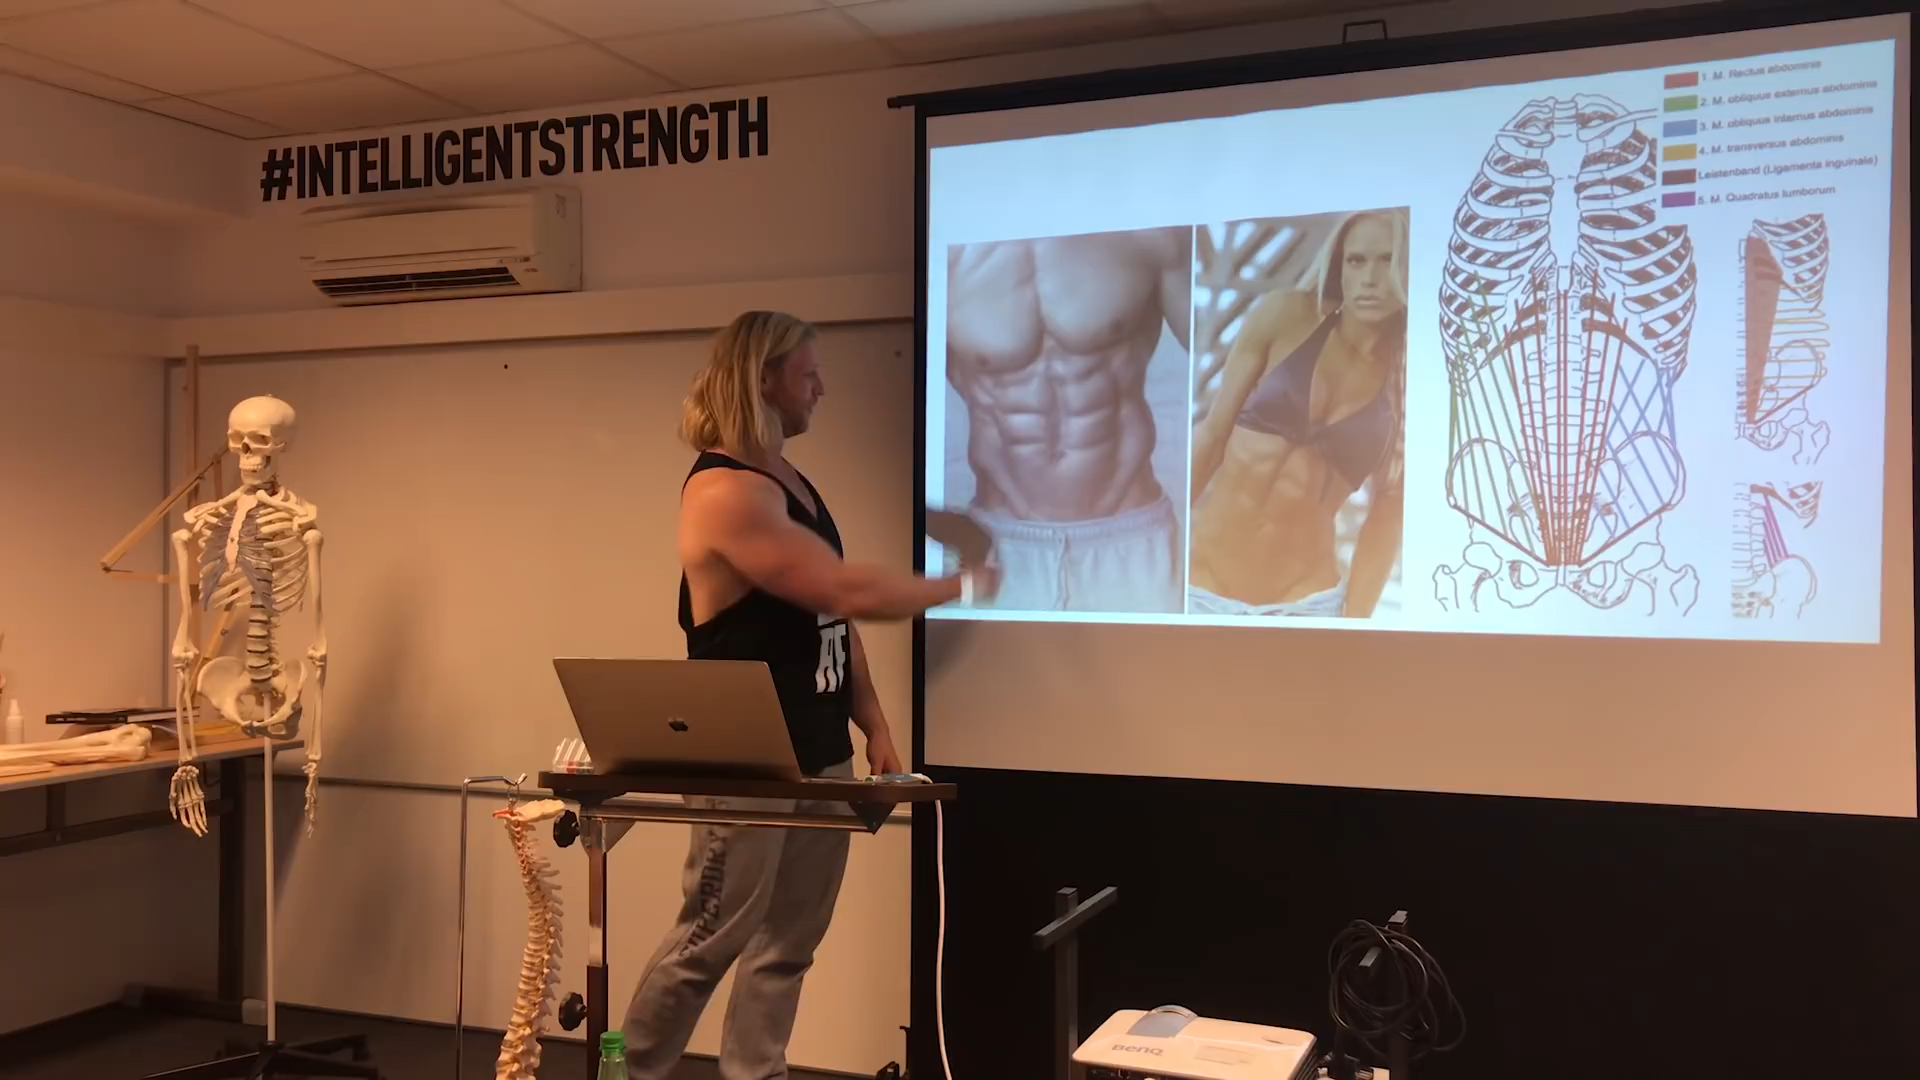 #INTELLIGENTSTRENGTH
1. M. Rectus abdominis
2. M. obliquus externus abdominis
3. M. obliquus internus abdominis
4. M. transversus abdominis
Leistenband (Ligamenta inguinale)
5. M. Quadratus lumborum
SUPERDRY
BENQ